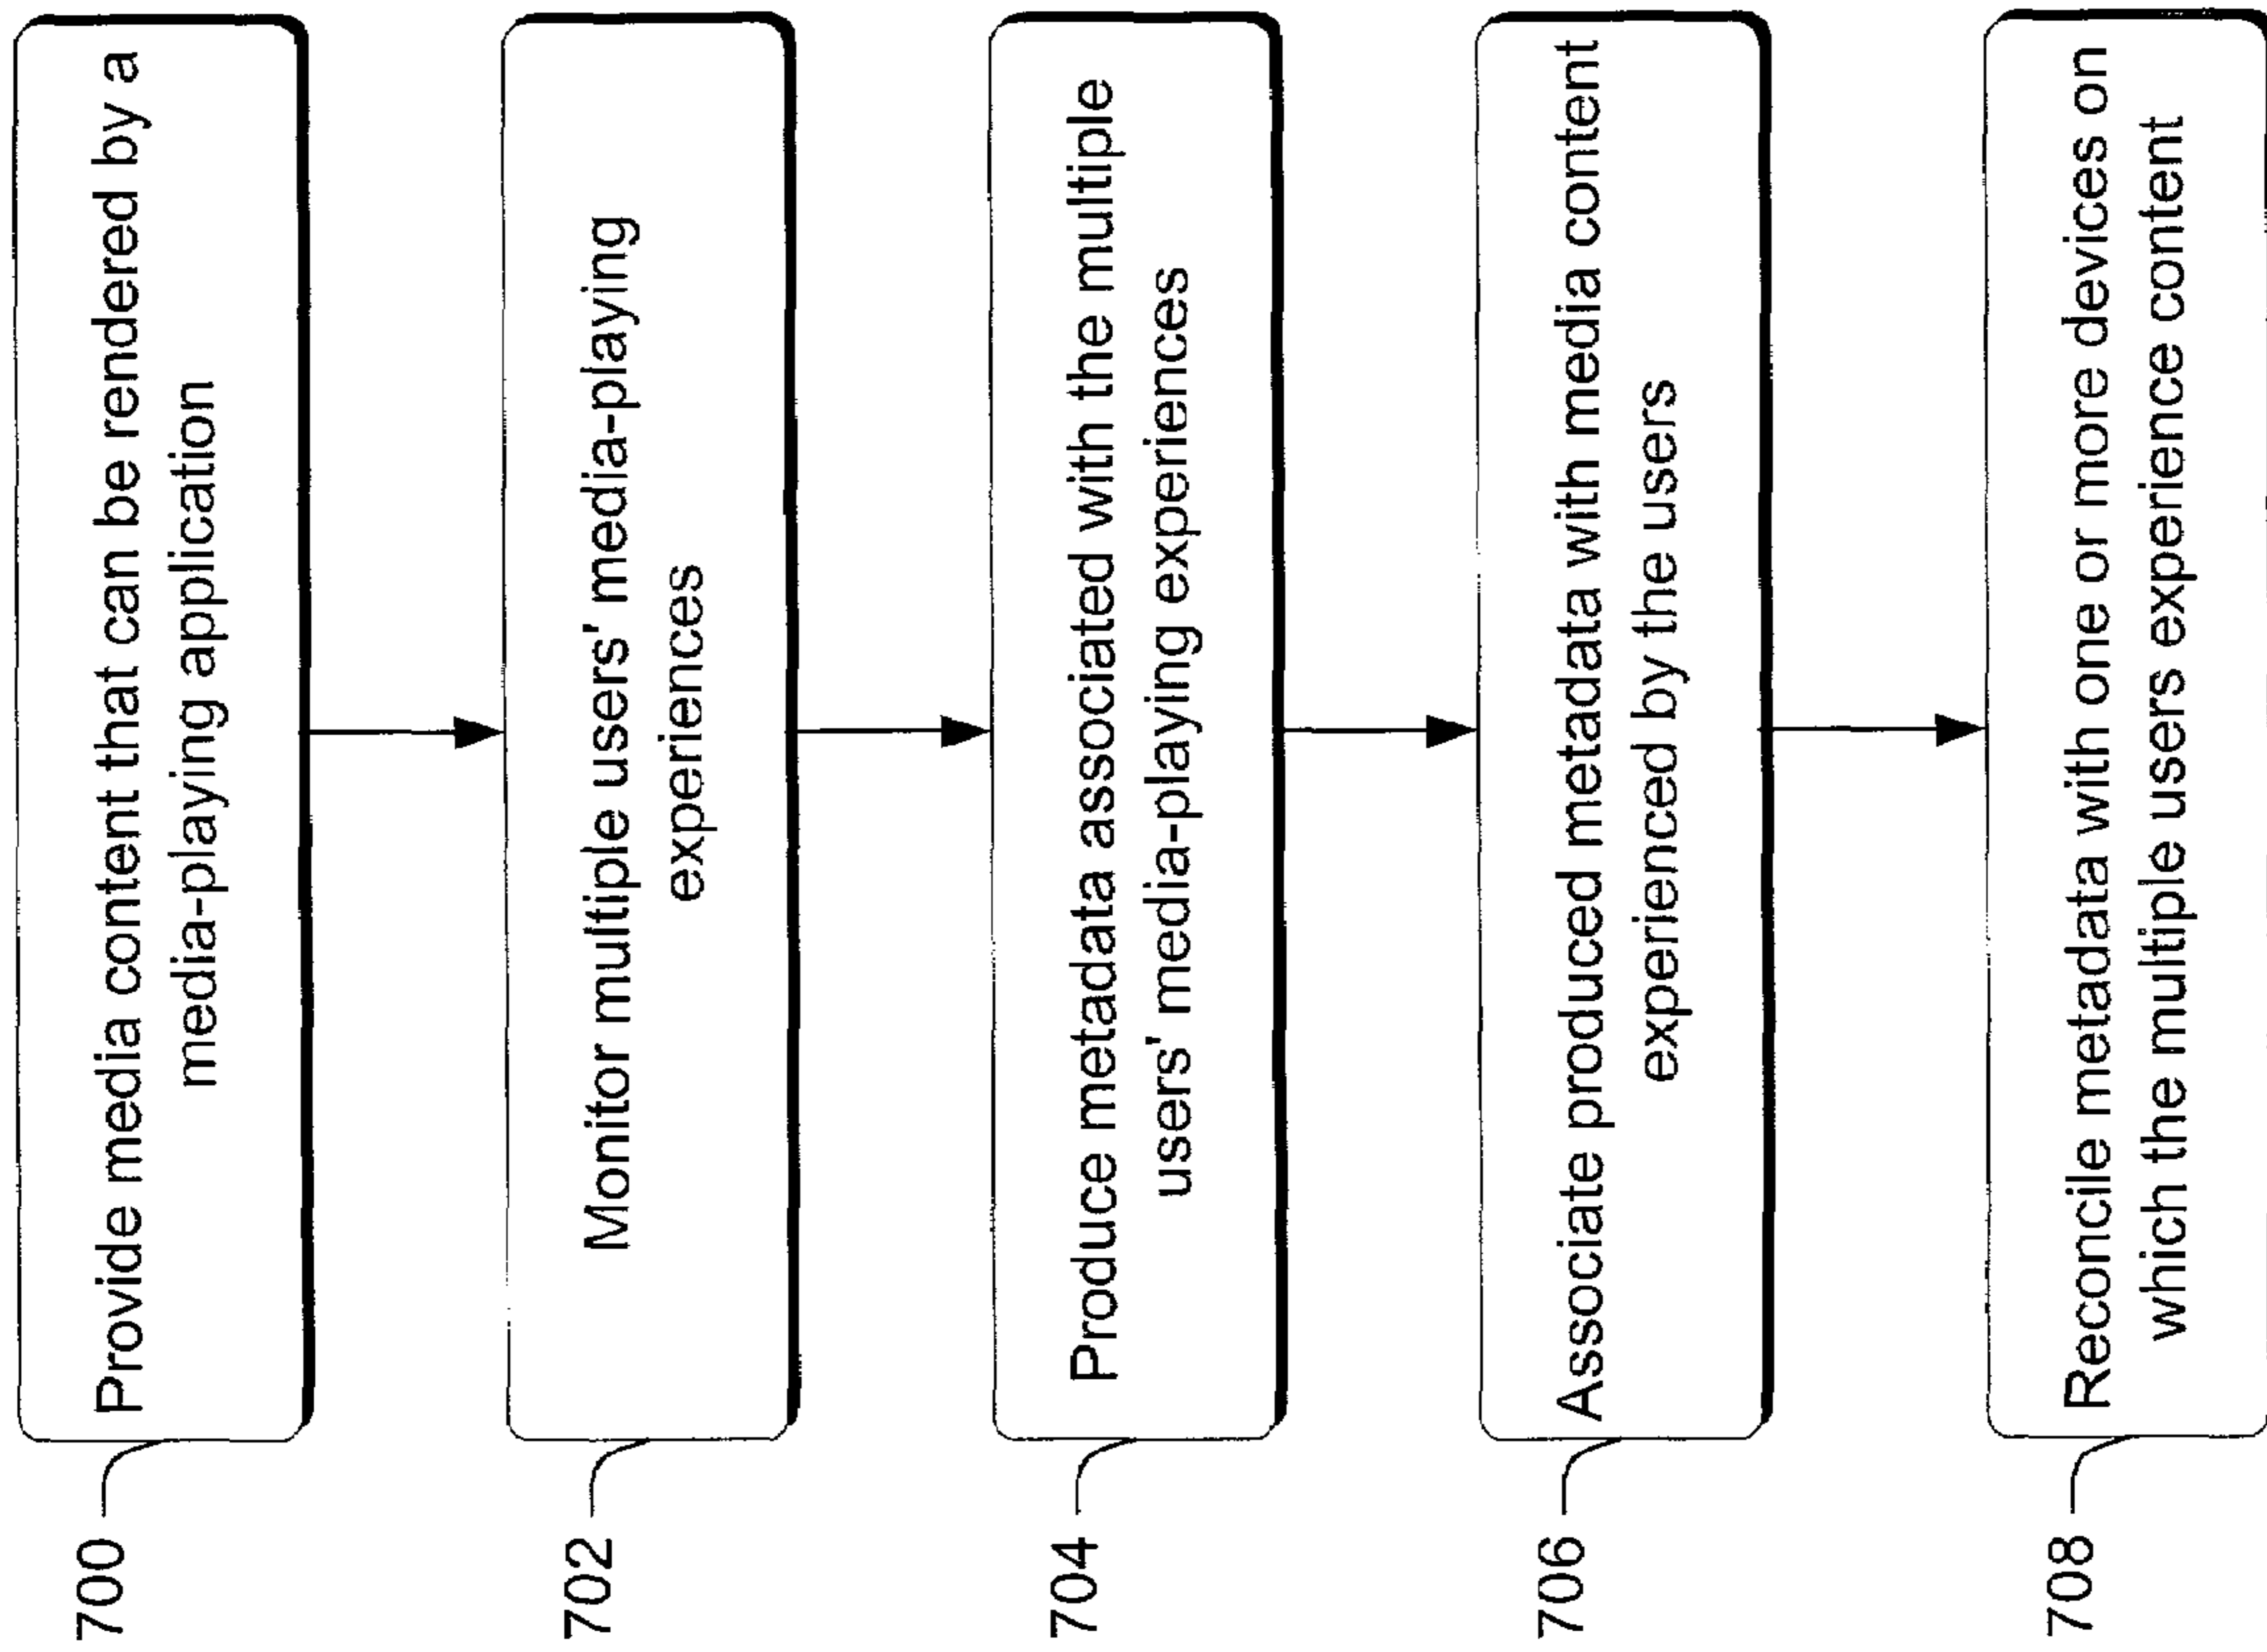 700
Provide media content that can be rendered by a
media-playing application
702
Monitor multiple users' media-playing
experiences
704
Produce metadata associated with the multiple
users' media-playing experiences
706
Associate produced metadata with media content
experienced by the users
708
Reconcile metadata with one or more devices on
which the multiple users experience content